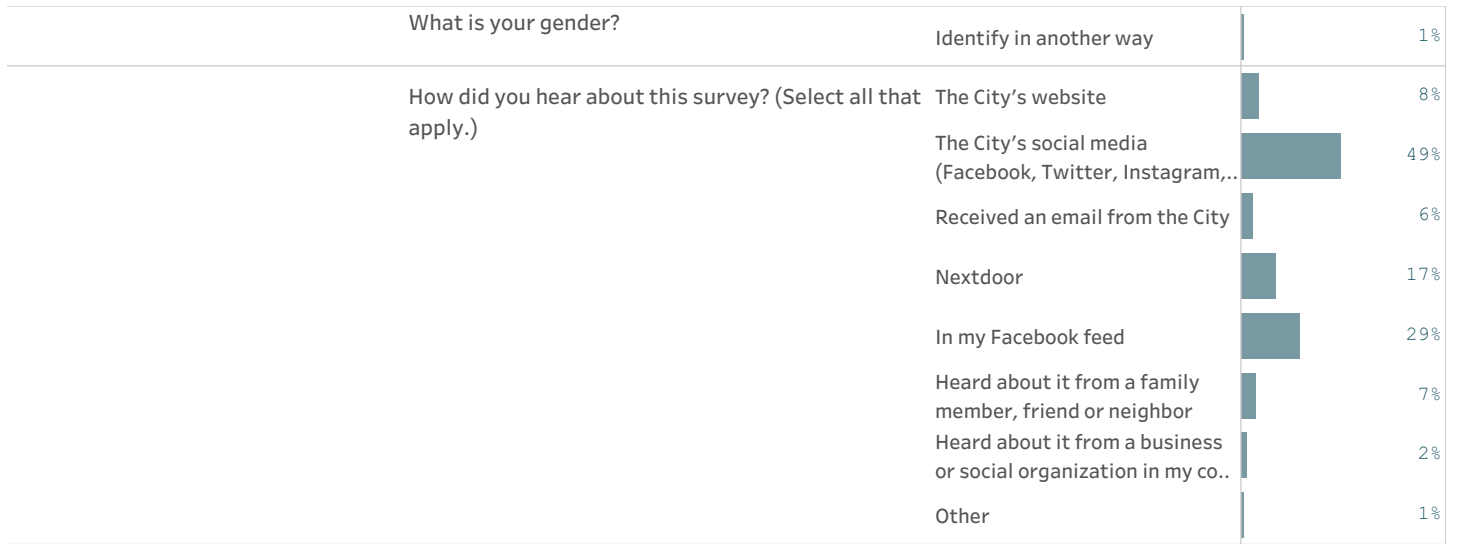 What is your gender?
Identify in another way 1%
How did you hear about this survey? (Select all that
apply.)
The City's website 8%
The City's social media
(Facebook, Twitter, Instagram,.. 49%
Received an email from the City 6%
Nextdoor 17%
In my Facebook feed 29%
Heard about it from a family
member, friend or neighbor 7%
Heard about it from a business
or social organization in my co.. 2%
Other 1%